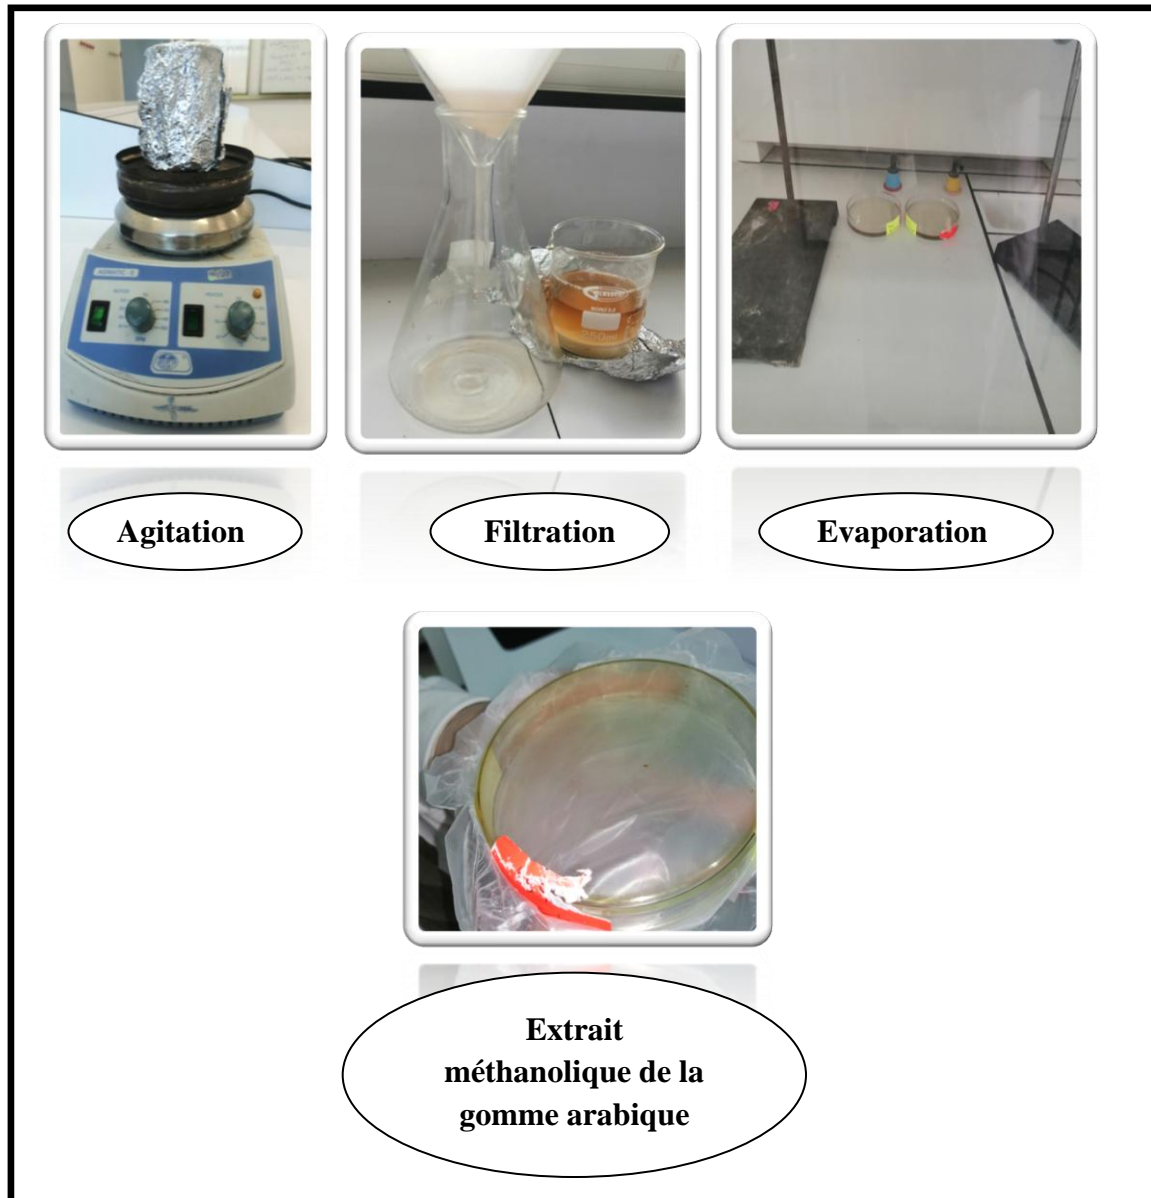 Agitation
Filtration
Evaporation
Extrait
méthanolique de la
gomme arabique